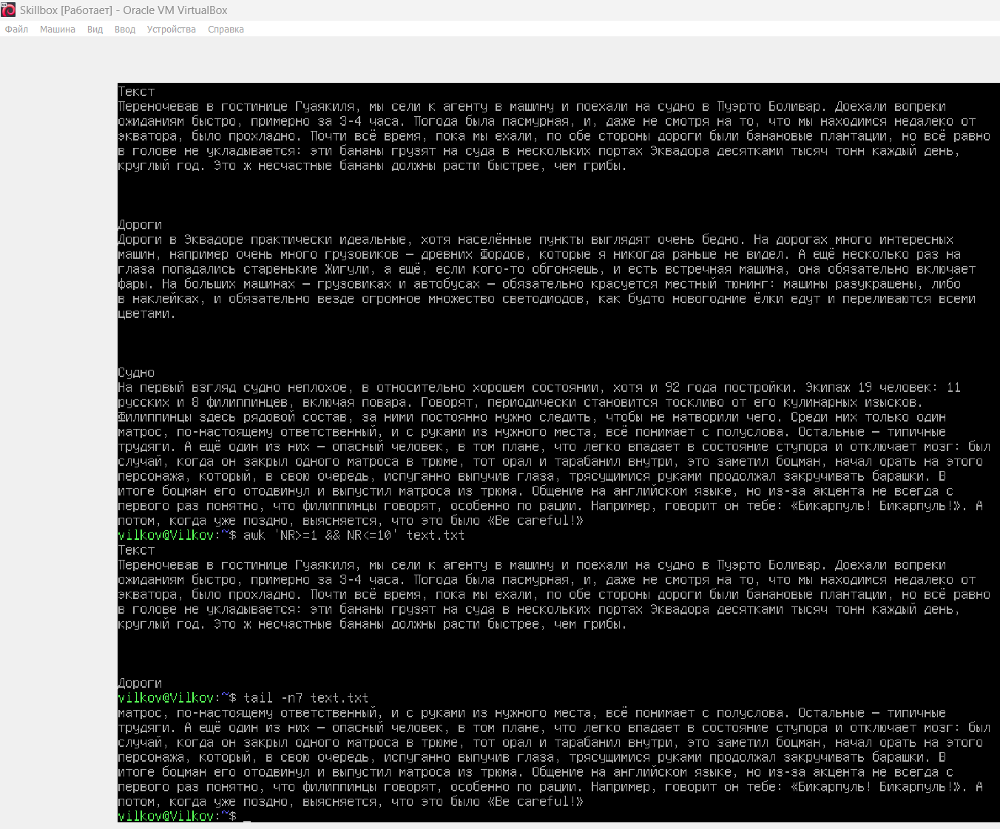 Skillbox [Работает] - Oracle VM VirtualBox
Файл Машина Вид Ввод Устройства Справка
Текст
Переночевав в гостинице Гуаякиля, мы сели к агенту в машину и поехали на судно в Пуэрто Боливар. Доехали вопреки
ожиданиям быстро, примерно за 3-4 часа. Погода была пасмурная, и, даже не смотря на то, что мы находимся недалеко от
экватора, было прохладно. Почти всё время, пока мы ехали, по обе стороны дороги были банановые плантации, но всё равно
в голове не укладывается: эти бананы грузят на суда в нескольких портах Эквадора десятками тысяч тонн каждый день,
круглый год. Это ж несчастные бананы должны расти быстрее, чем грибы.
Дороги
Дороги в Эквадоре практически идеальные, хотя населённые пункты выглядят очень бедно. На дорогах много интересных
машин, например очень много грузовиков — древних Фордов, которые я никогда раньше не видел. А ещё несколько раз на
глаза попадались старенькие Жигули, а ещё, если кого-то обгоняешь, и есть встречная машина, она обязательно включает
фары. На больших машинах — грузовиках и автобусах — обязательно красуется местный тюнинг: машины разукрашены, либо
в наклейках, и обязательно везде огромное множество светодиодов, как будто новогодние ёлки едут и переливаются всеми
цветами.
Судно
На первый взгляд судно неплохое, в относительно хорошем состоянии, хотя и 92 года постройки. Экипаж 19 человек: 11
русских и 8 филиппинцев, включая повара. Говорят, периодически становится тоскливо от его кулинарных изысков.
Филиппинцы здесь рядовой состав, за ними постоянно нужно следить, чтобы не натворили чего. Среди них только один
матрос, по-настоящему ответственный, и с руками из нужного места, всё понимает с полуслова. Остальные — типичные
трудяги. А ещё один из них — опасный человек, в том плане, что легко впадает в состояние ступора и отключает мозг: был
случай, когда он закрыл одного матроса в трюме, тот орал и тарабанил внутри, это заметил боцман, начал орать на этого
персонажа, который, в свою очередь, испуганно выпучив глаза, трясущимися руками продолжал закручивать барашки. В
итоге боцман его отодвинул и выпустил матроса из трюма. Общение на английском языке, но из-за акцента не всегда с
первого раз понятно, что филиппинцы говорят, особенно по рации. Например, говорит он тебе: «Бикарпуль! Бикарпуль!». А
потом, когда уже поздно, выясняется, что это было «Be careful!»
vilkov@Vilkov:~$ awk 'NR>=1 && NR<=10' text.txt
Текст
Переночевав в гостинице Гуаякиля, мы сели к агенту в машину и поехали на судно в Пуэрто Боливар. Доехали вопреки
ожиданиям быстро, примерно за 3-4 часа. Погода была пасмурная, и, даже не смотря на то, что мы находимся недалеко от
экватора, было прохладно. Почти всё время, пока мы ехали, по обе стороны дороги были банановые плантации, но всё равно
в голове не укладывается: эти бананы грузят на суда в нескольких портах Эквадора десятками тысяч тонн каждый день,
круглый год. Это ж несчастные бананы должны расти быстрее, чем грибы.
Дороги
vilkov@Vilkov:~$ tail -n7 text.txt
матрос, по-настоящему ответственный, и с руками из нужного места, всё понимает с полуслова. Остальные — типичные
трудяги. А ещё один из них — опасный человек, в том плане, что легко впадает в состояние ступора и отключает мозг: был
случай, когда он закрыл одного матроса в трюме, тот орал и тарабанил внутри, это заметил боцман, начал орать на этого
персонажа, который, в свою очередь, испуганно выпучив глаза, трясущимися руками продолжал закручивать барашки. В
итоге боцман его отодвинул и выпустил матроса из трюма. Общение на английском языке, но из-за акцента не всегда с
первого раз понятно, что филиппинцы говорят, особенно по рации. Например, говорит он тебе: «Бикарпуль! Бикарпуль!». А
потом, когда уже поздно, выясняется, что это было «Be careful!»
vilkov@Vilkov:~$ _